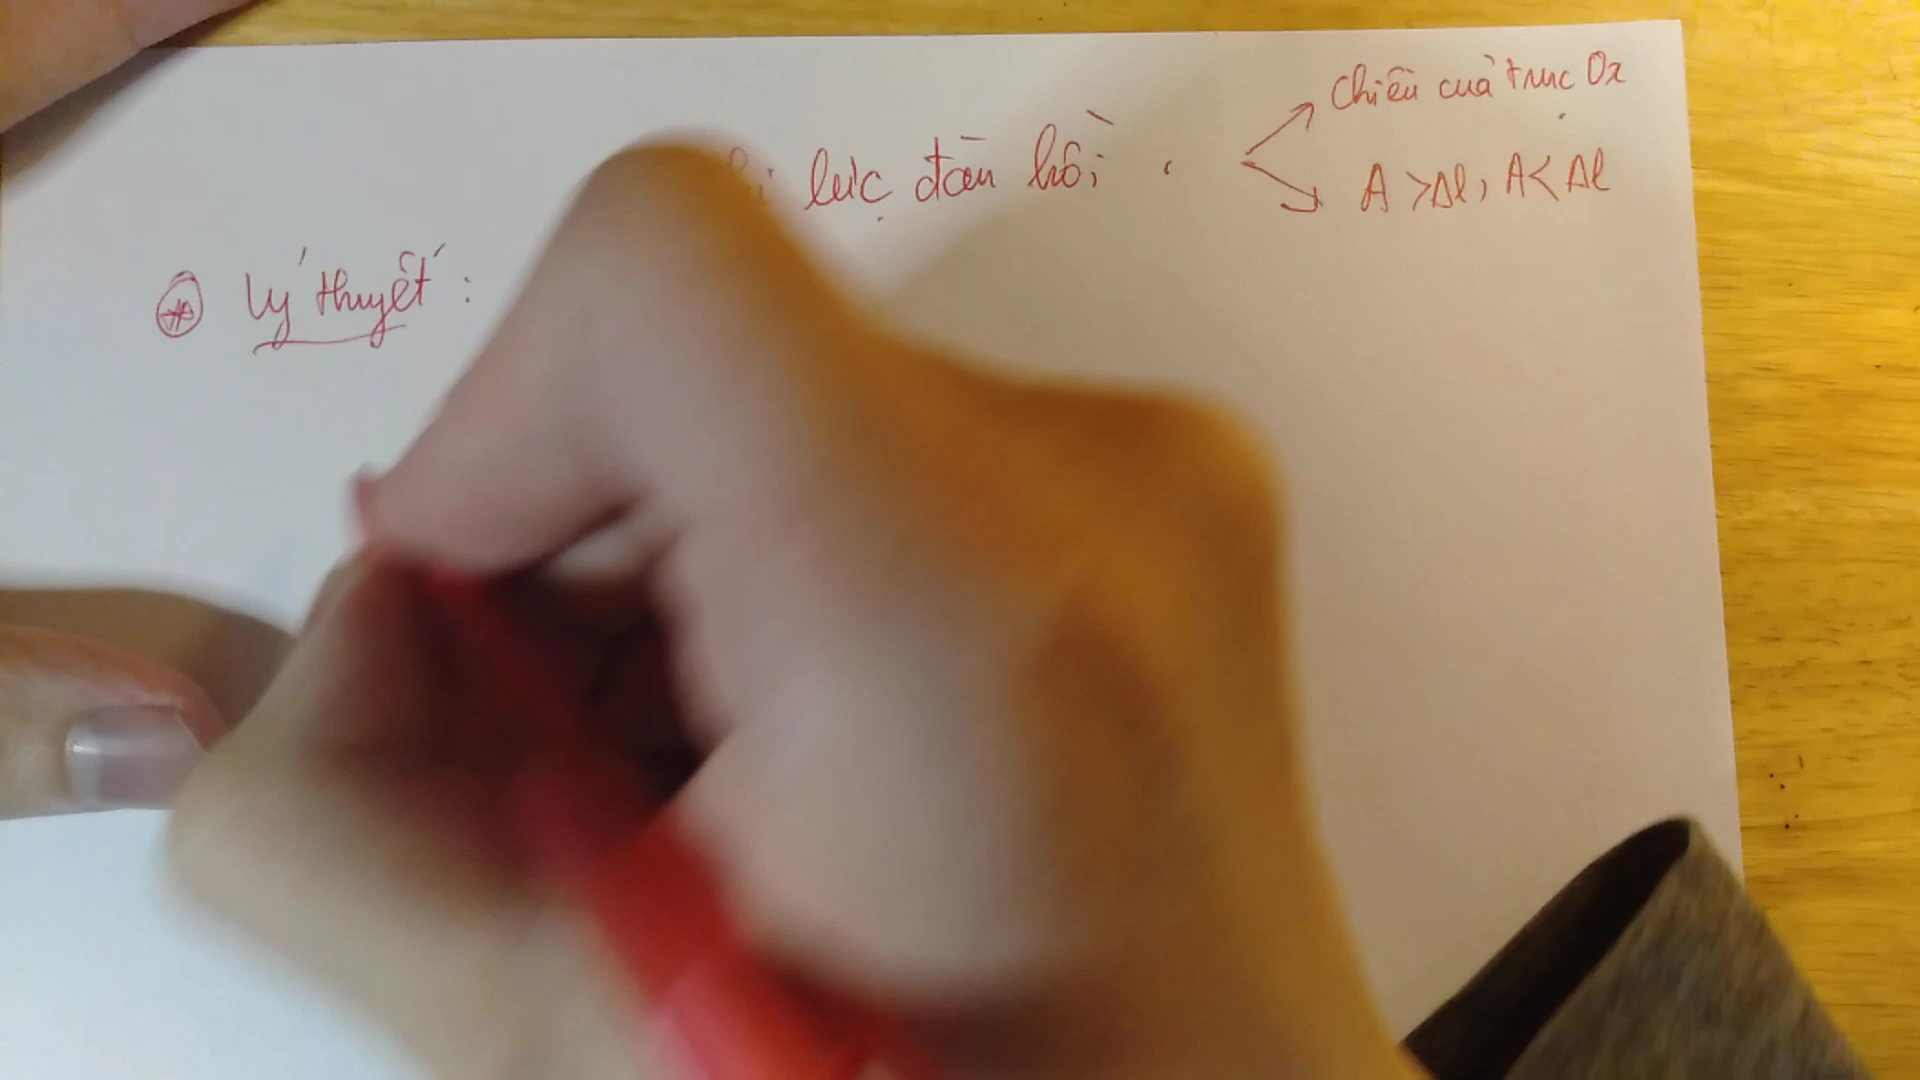 Chiều của trục Ox
lực đàn hồi :
A > Δl, A < Δl
Lý thuyết :